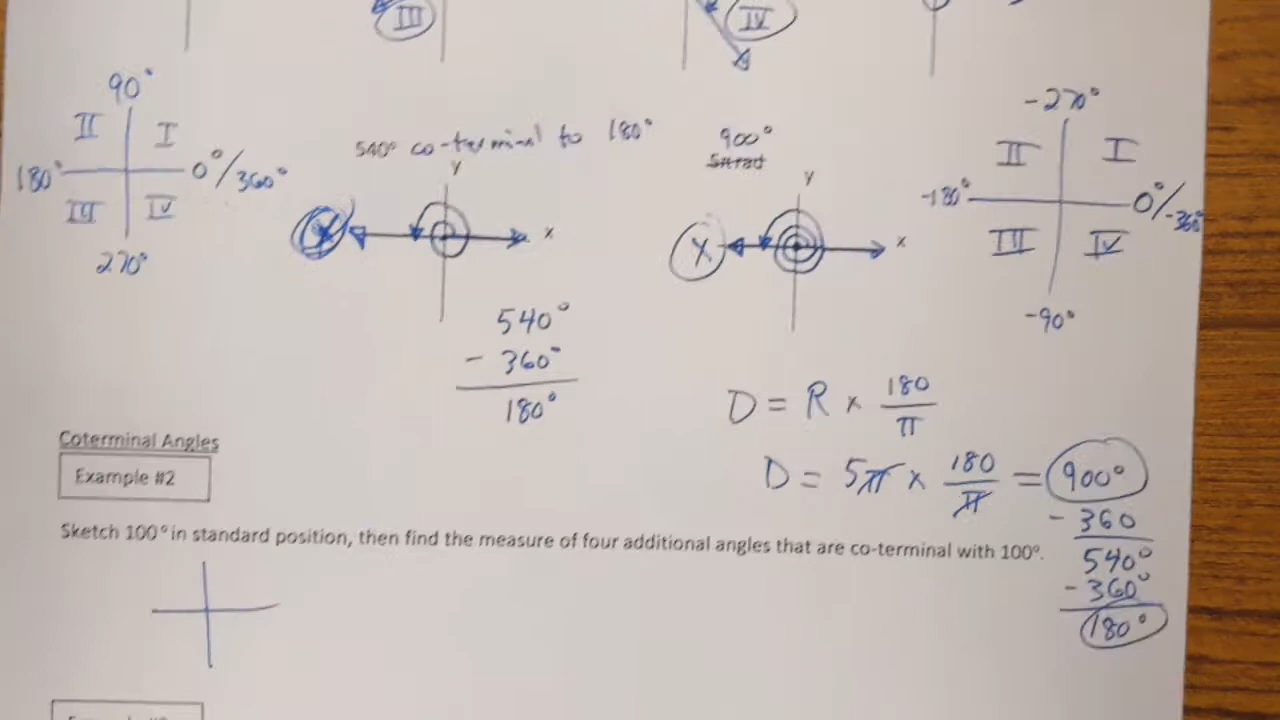 III
IV
90°
II I
180° 0°/360°
III IV
270°
540° co-terminal to 180°
y
X x
540°
- 360°
180°
900°
y
X x
-270°
II I
-180° 0°/-360°
III IV
-90°
D = R × 180/π
D = 5π × 180/π = 900°
- 360
540°
- 360°
180°
Coterminal Angles
Example #2
Sketch 100° in standard position, then find the measure of four additional angles that are co-terminal with 100°.